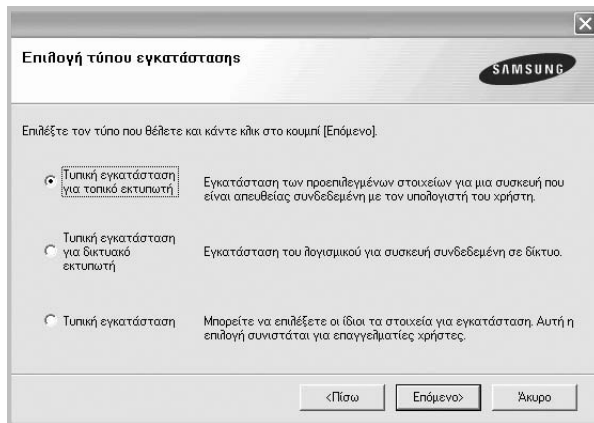 Επιλογή τύπου εγκατάστασης
SAMSUNG
Επιλέξτε τον τύπο που θέλετε και κάντε κλικ στο κουμπί [Επόμενο].
Τυπική εγκατάσταση
για τοπικό εκτυπωτή
Εγκατάσταση των προεπιλεγμένων στοιχείων για μια συσκευή που
είναι απευθείας συνδεδεμένη με τον υπολογιστή του χρήστη.
Τυπική εγκατάσταση
για δικτυακό
εκτυπωτή
Εγκατάσταση του λογισμικού για συσκευή συνδεδεμένη σε δίκτυο.
Τυπική εγκατάσταση
Μπορείτε να επιλέξετε οι ίδιοι τα στοιχεία για εγκατάσταση. Αυτή η
επιλογή συνιστάται για επαγγελματίες χρήστες.
<Πίσω
Επόμενο>
Άκυρο